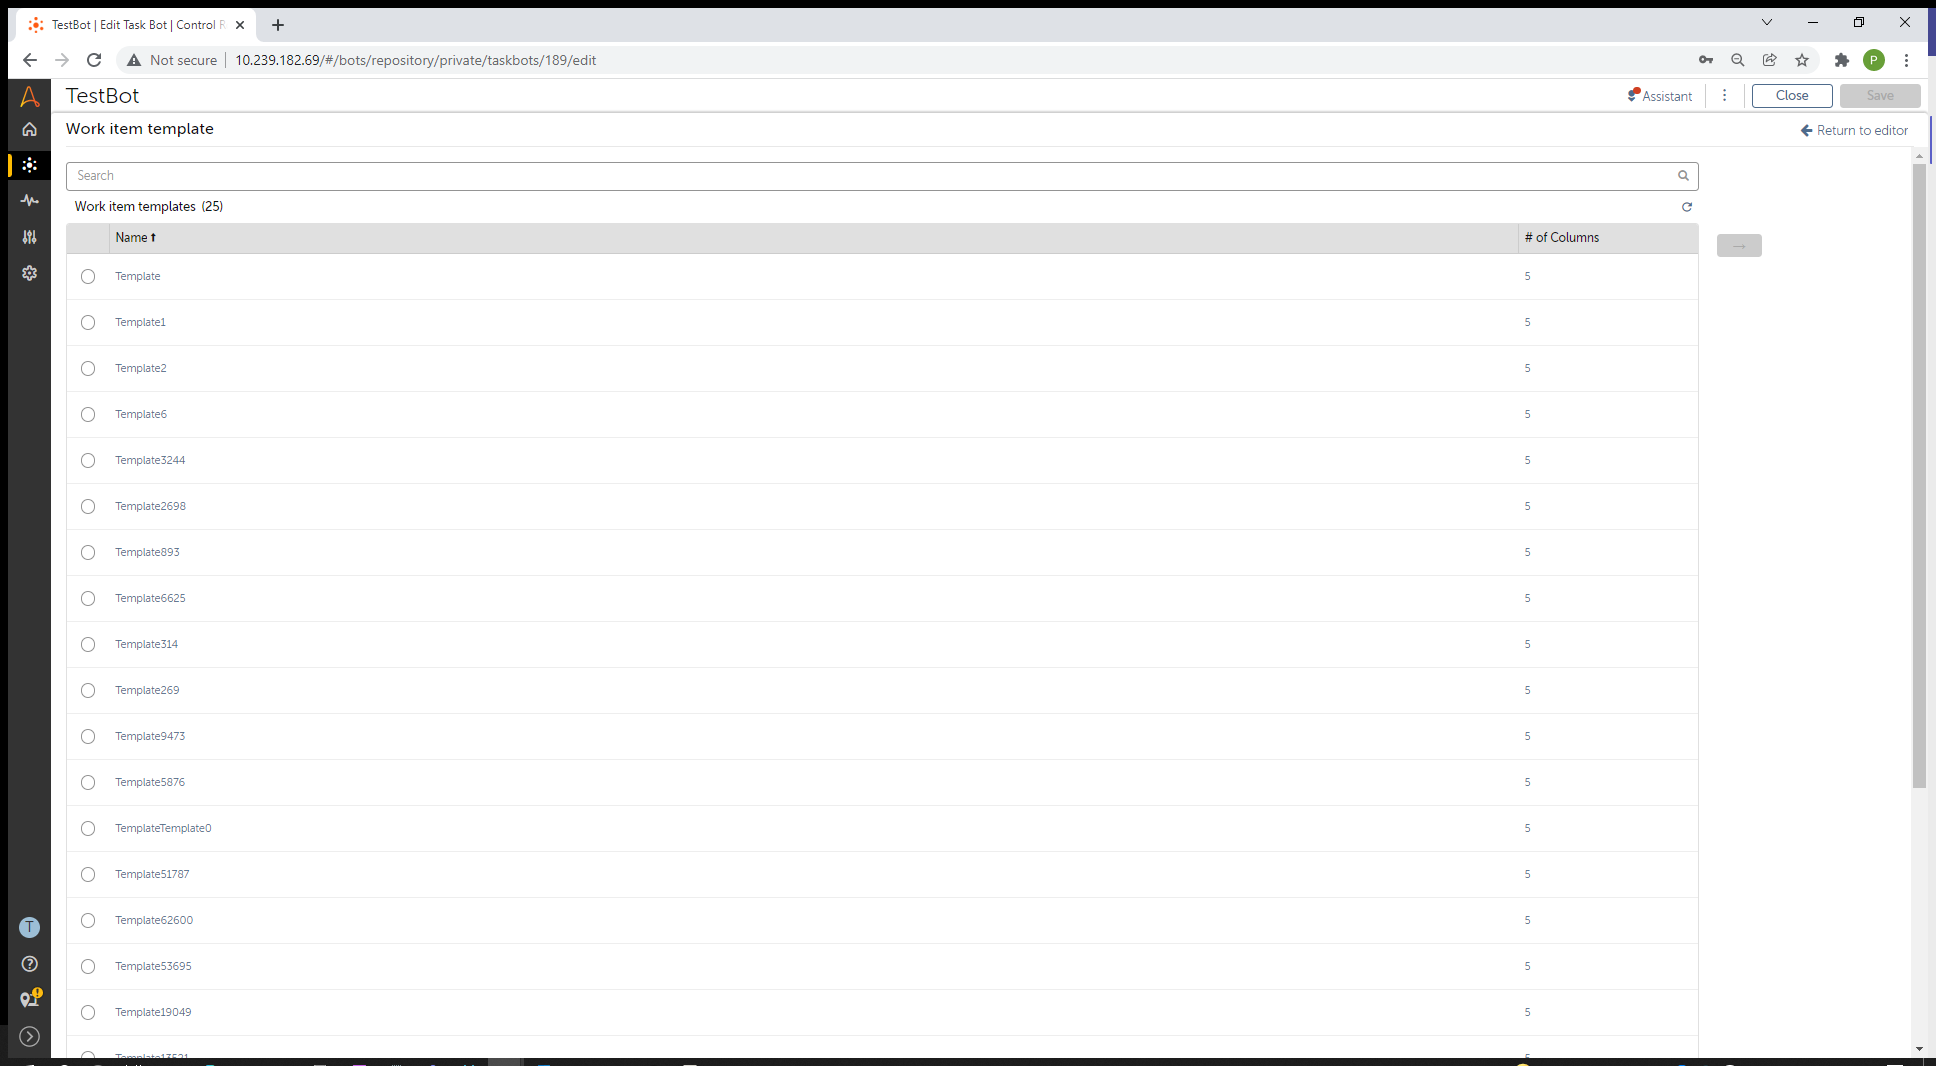 TestBot | Edit Task Bot | Control R
Not secure
10.239.182.69/#/bots/repository/private/taskbots/189/edit
P
TestBot
Assistant
Close
Save
Work item template
Return to editor
Search
Work item templates (25)
Name
# of Columns
Template 5
Template1 5
Template2 5
Template6 5
Template3244 5
Template2698 5
Template893 5
Template6625 5
Template314 5
Template269 5
Template9473 5
Template5876 5
TemplateTemplate0 5
Template51787 5
Template62600 5
Template53695 5
Template19049 5
T